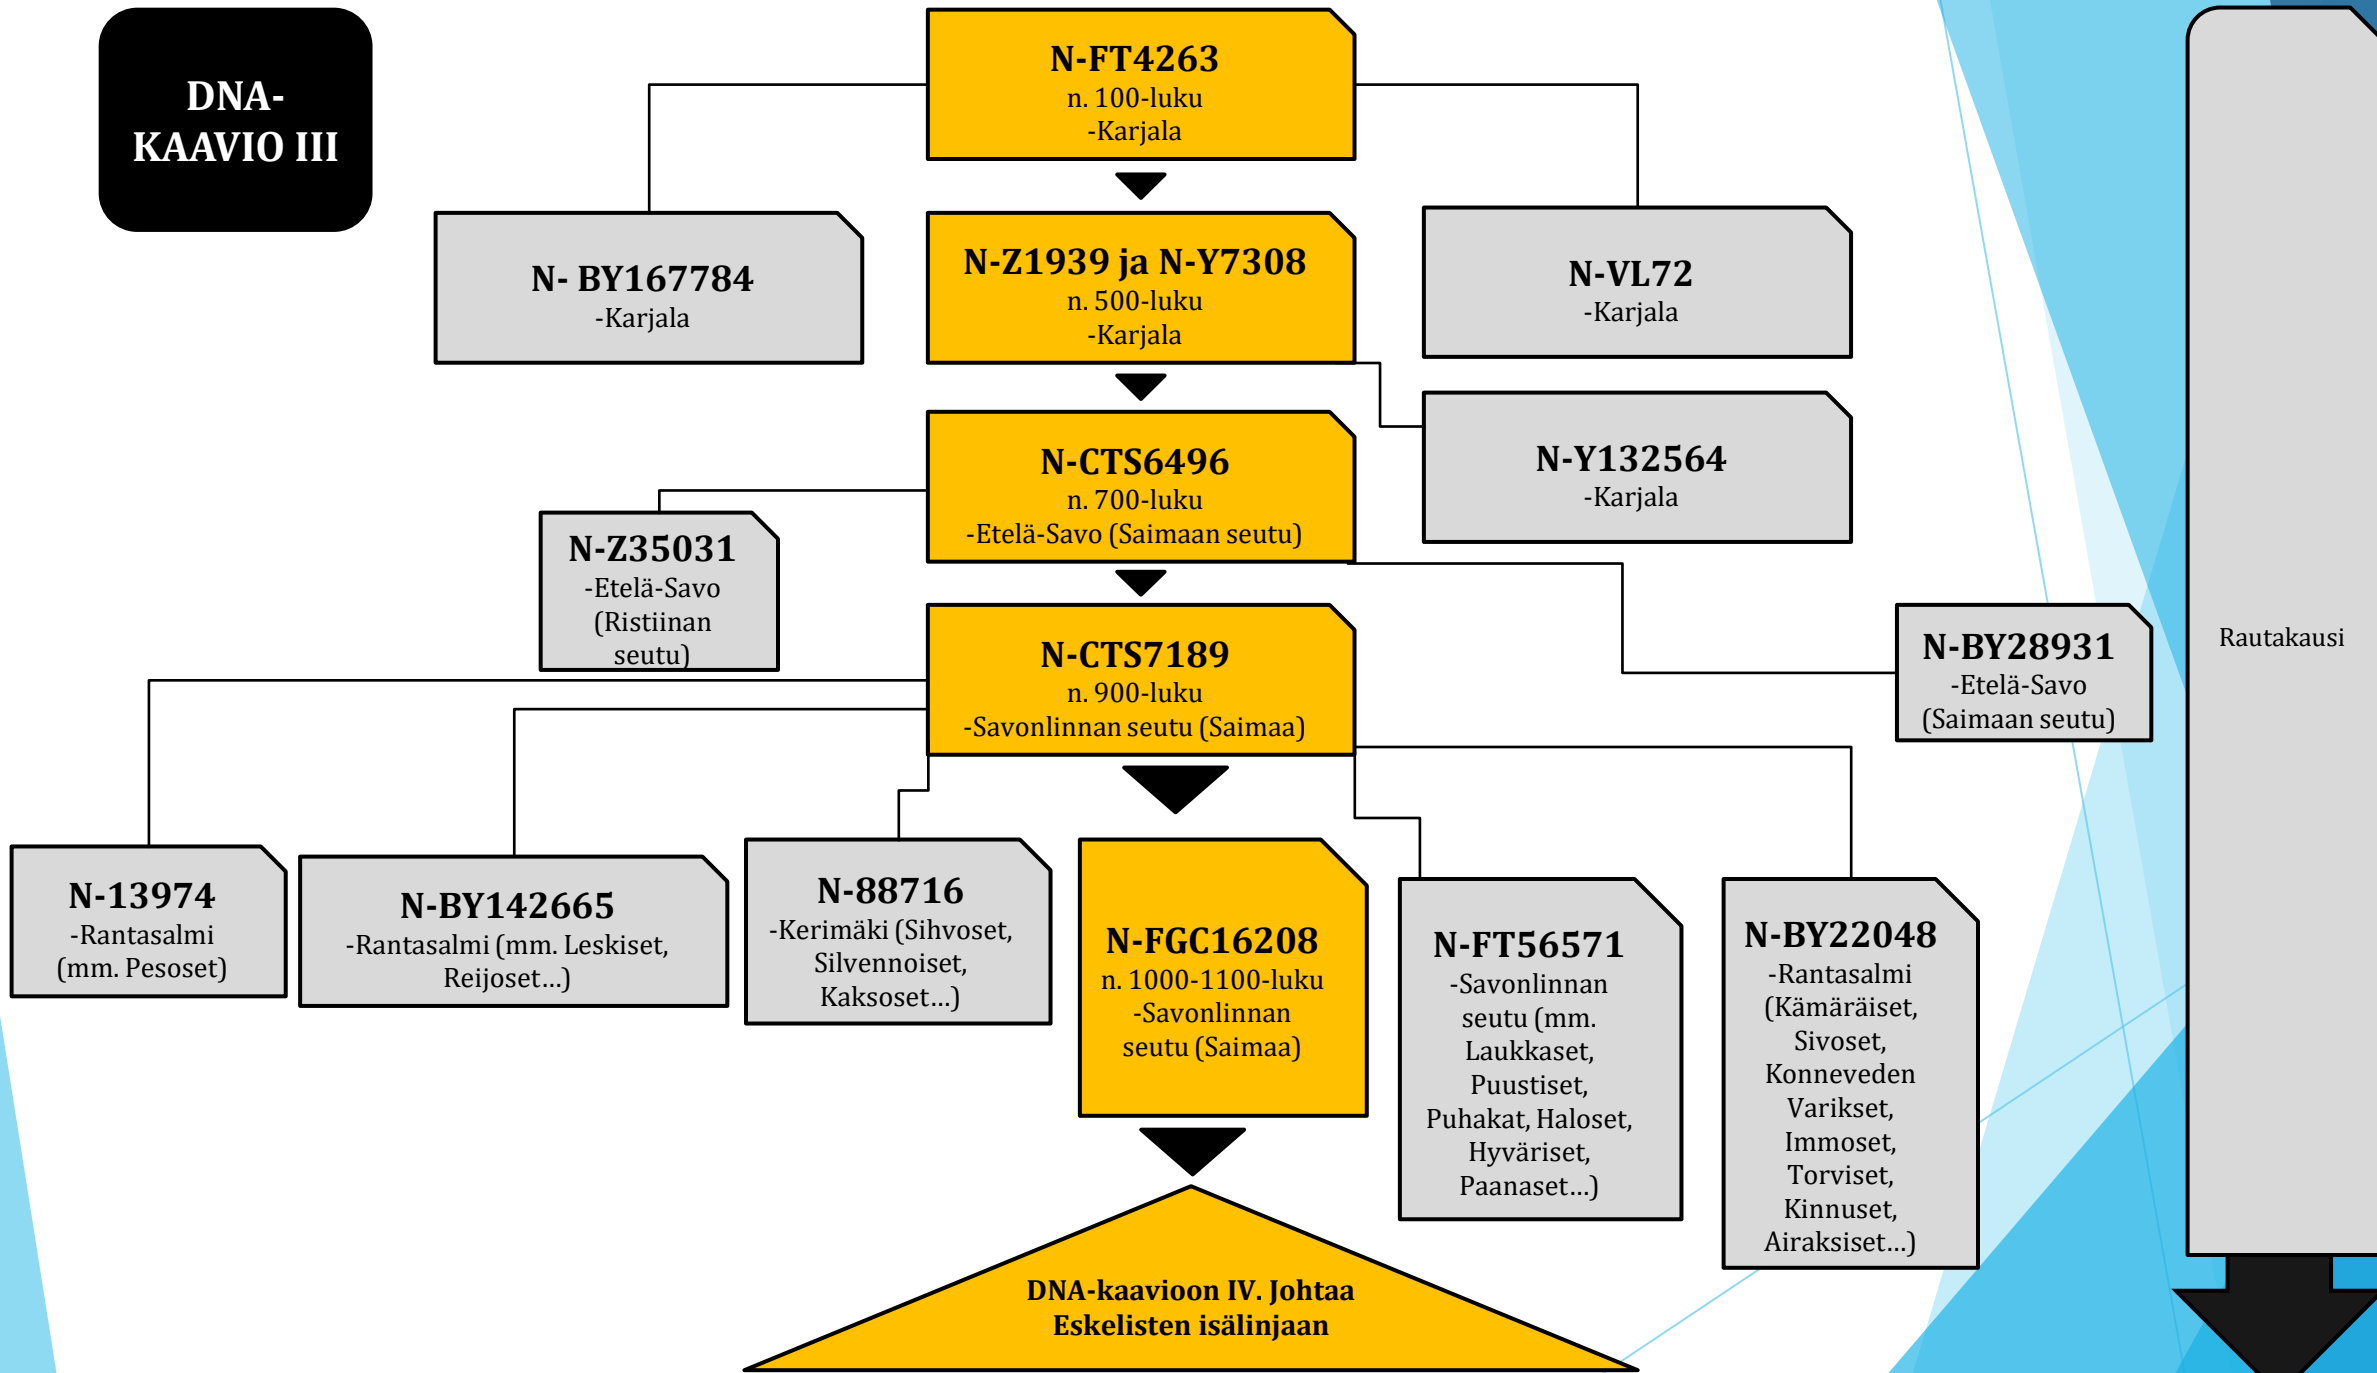 DNA-
KAAVIO III
N-FT4263
n. 100-luku
-Karjala
N- BY167784
-Karjala
N-Z1939 ja N-Y7308
n. 500-luku
-Karjala
N-VL72
-Karjala
N-CTS6496
n. 700-luku
-Etelä-Savo (Saimaan seutu)
N-Y132564
-Karjala
N-Z35031
-Etelä-Savo
(Ristiinan
seutu)
N-CTS7189
n. 900-luku
-Savonlinnan seutu (Saimaa)
N-BY28931
-Etelä-Savo
(Saimaan seutu)
Rautakausi
N-13974
-Rantasalmi
(mm. Pesoset)
N-BY142665
-Rantasalmi (mm. Leskiset,
Reijoset…)
N-88716
-Kerimäki (Sihvoset,
Silvennoiset,
Kaksoset…)
N-FGC16208
n. 1000-1100-luku
-Savonlinnan
seutu (Saimaa)
N-FT56571
-Savonlinnan
seutu (mm.
Laukkaset,
Puustiset,
Puhakat, Haloset,
Hyväriset,
Paanaset…)
N-BY22048
-Rantasalmi
(Kämäräiset,
Sivoset,
Konneveden
Varikset,
Immoset,
Torviset,
Kinnuset,
Airaksiset…)
DNA-kaavioon IV. Johtaa
Eskelisten isälinjaan